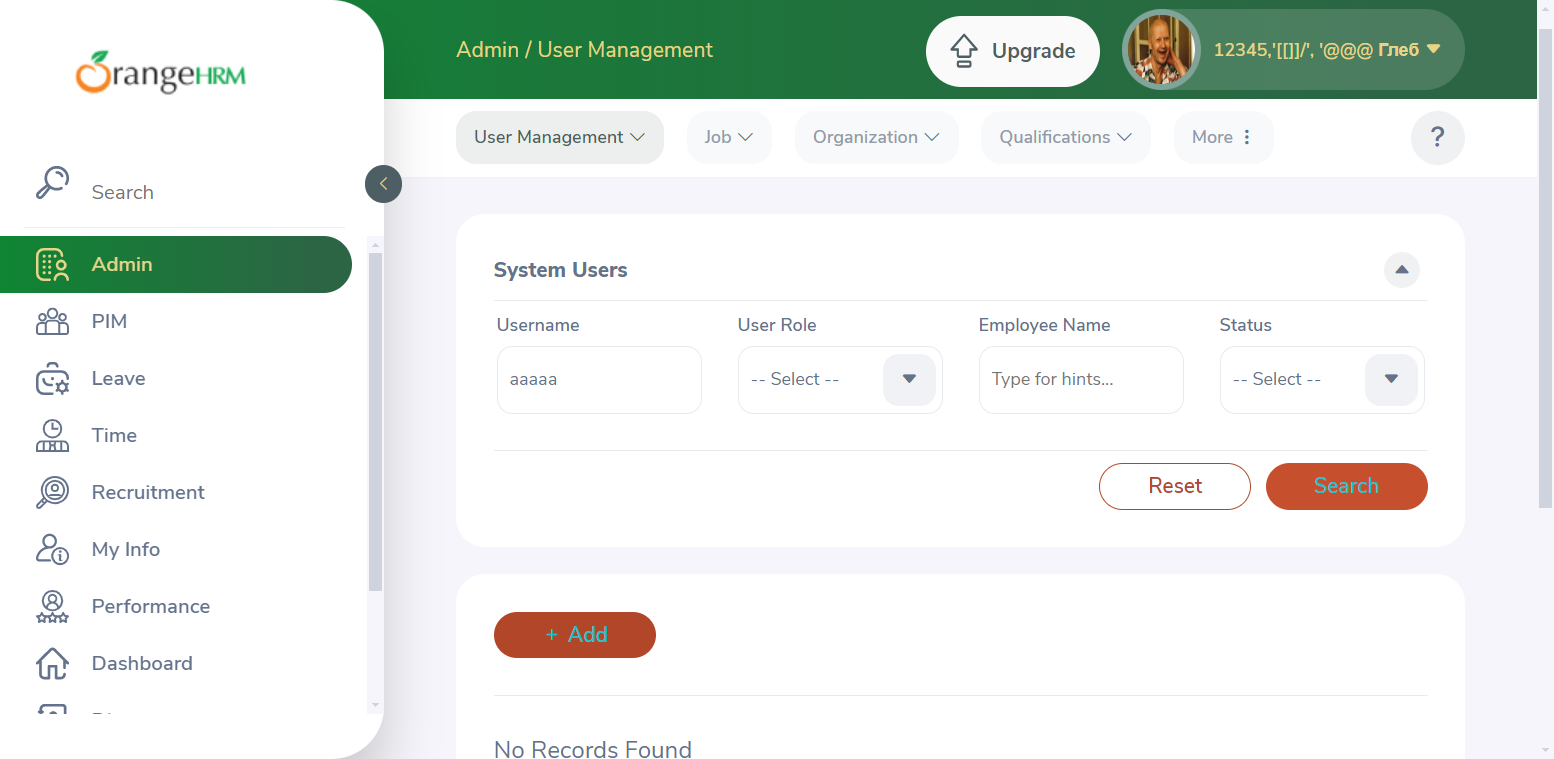 OrangeHRM
Admin / User Management
Upgrade
12345,'[[]]/', '@@@ Глеб
User Management
Job
Organization
Qualifications
More
?
Search
Admin
PIM
Leave
Time
Recruitment
My Info
Performance
Dashboard
System Users
Username
User Role
Employee Name
Status
aaaaa
-- Select --
Type for hints...
-- Select --
Reset
Search
+ Add
No Records Found